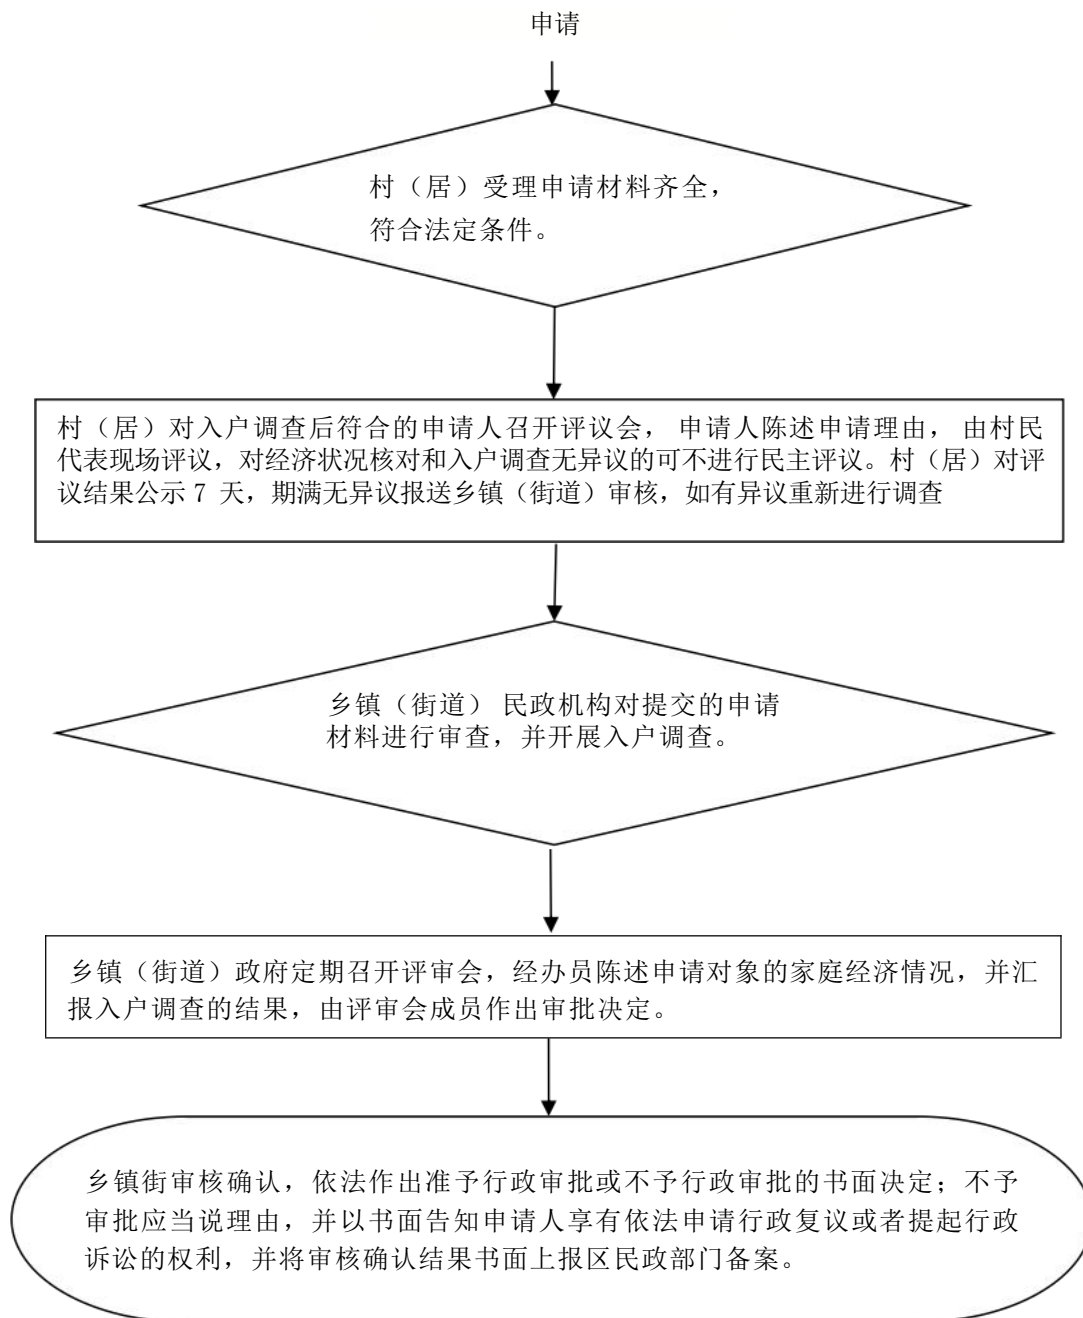 申请
村（居）受理申请材料齐全，
符合法定条件。
村（居）对入户调查后符合的申请人召开评议会， 申请人陈述申请理由， 由村民
代表现场评议，对经济状况核对和入户调查无异议的可不进行民主评议。村（居）对评
议结果公示 7 天，期满无异议报送乡镇（街道）审核，如有异议重新进行调查
乡镇（街道） 民政机构对提交的申请
材料进行审查，并开展入户调查。
乡镇（街道）政府定期召开评审会，经办员陈述申请对象的家庭经济情况，并汇
报入户调查的结果，由评审会成员作出审批决定。
乡镇街审核确认，依法作出准予行政审批或不予行政审批的书面决定；不予
审批应当说理由，并以书面告知申请人享有依法申请行政复议或者提起行政
诉讼的权利，并将审核确认结果书面上报区民政部门备案。